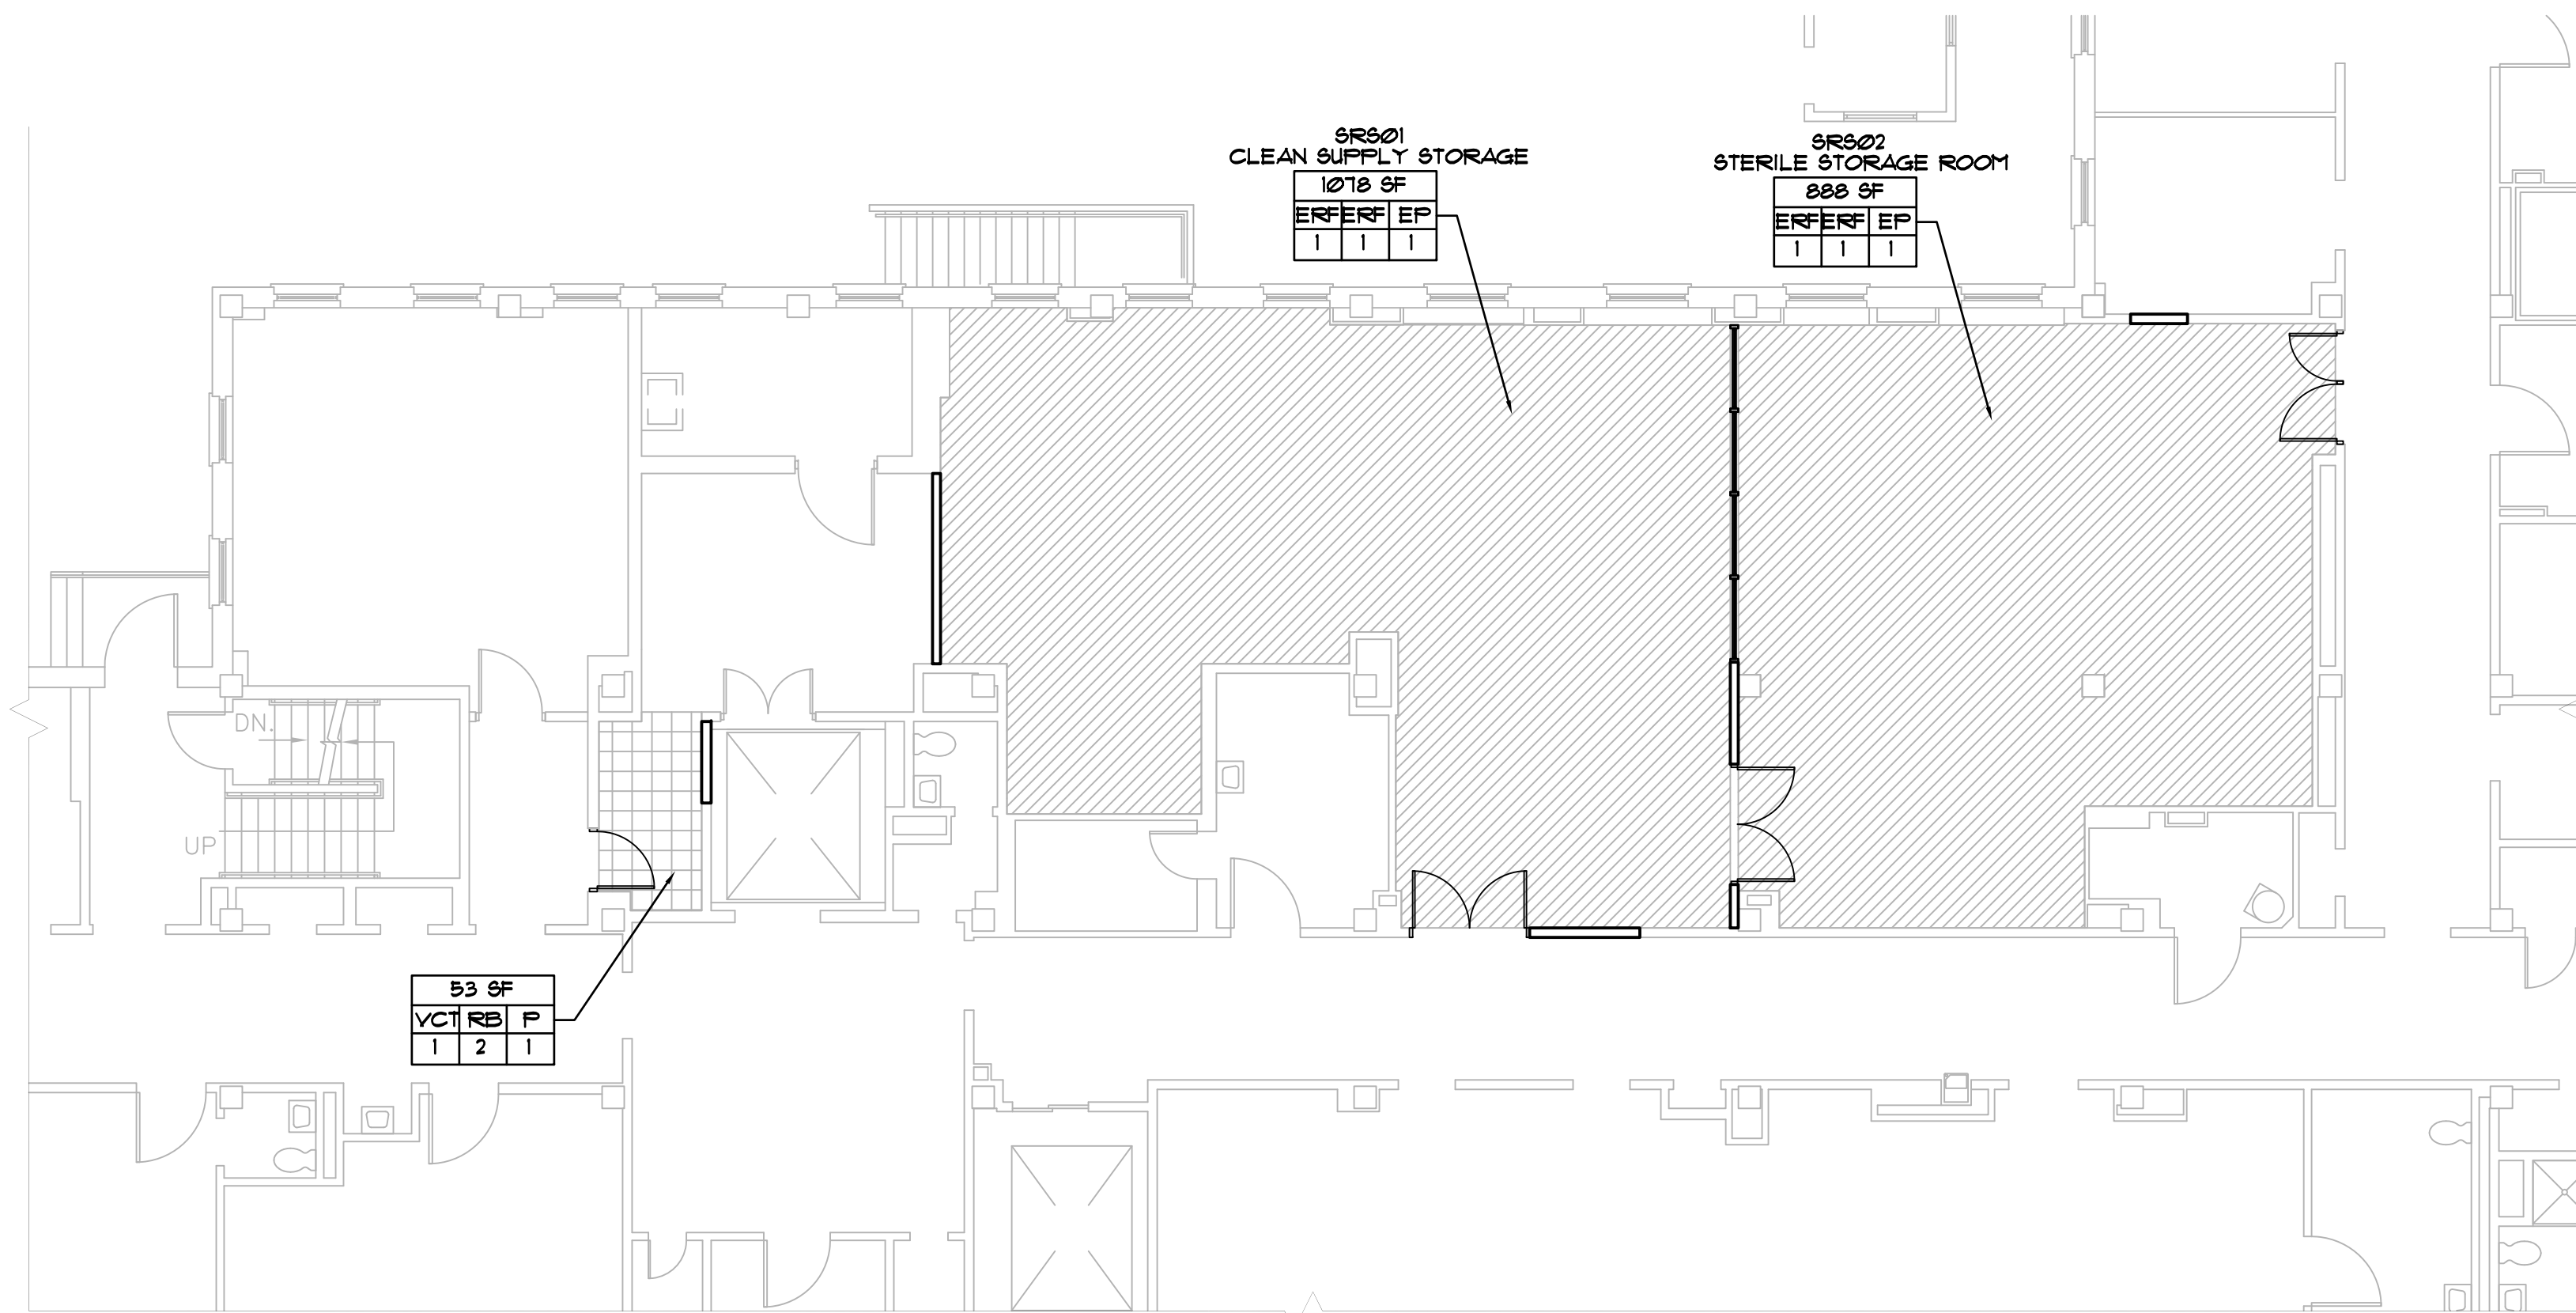 SRS01
CLEAN SUPPLY STORAGE
1078 SF
ERF ERF EP
1 1 1
SRS02
STERILE STORAGE ROOM
888 SF
ERF ERF EP
1 1 1
DN.
UP
53 SF
VCT RB P
1 2 1